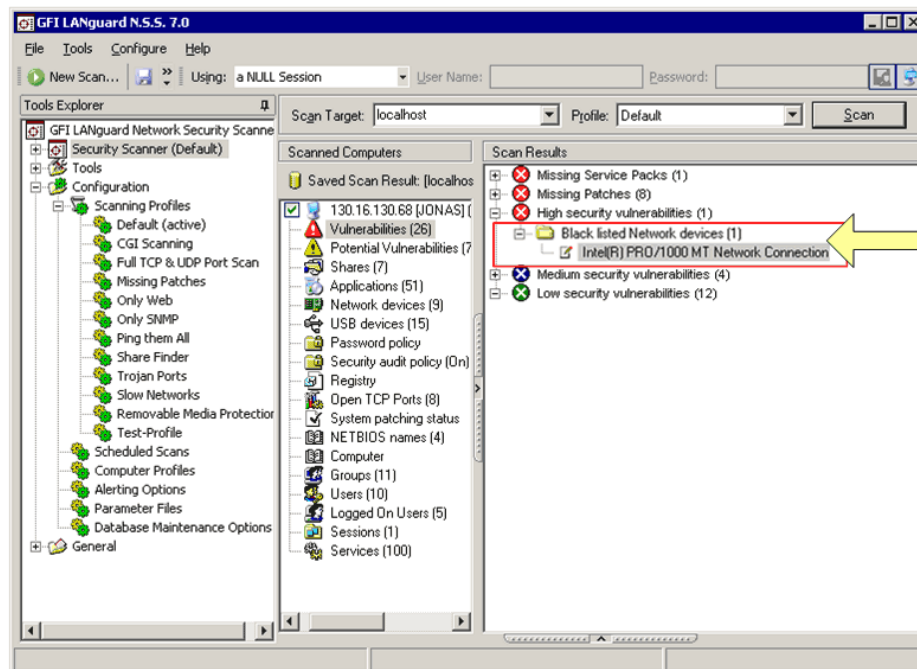 GFI LANguard N.S.S. 7.0
File Tools Configure Help
New Scan... Using: a NULL Session User Name: Password:
Tools Explorer
GFI LANguard Network Security Scanne
Security Scanner (Default)
Tools
Configuration
Scanning Profiles
Default (active)
CGI Scanning
Full TCP & UDP Port Scan
Missing Patches
Only Web
Only SNMP
Ping them All
Share Finder
Trojan Ports
Slow Networks
Removable Media Protection
Test-Profile
Scheduled Scans
Computer Profiles
Alerting Options
Parameter Files
Database Maintenance Options
General
Scan Target: localhost Profile: Default Scan
Scanned Computers
Saved Scan Result: [localhos
130.16.130.68 [JONAS] (
Vulnerabilities (26)
Potential Vulnerabilities (7
Shares (7)
Applications (51)
Network devices (9)
USB devices (15)
Password policy
Security audit policy (On)
Registry
Open TCP Ports (8)
System patching status
NETBIOS names (4)
Computer
Groups (11)
Users (10)
Logged On Users (5)
Sessions (1)
Services (100)
Scan Results
Missing Service Packs (1)
Missing Patches (8)
High security vulnerabilities (1)
Black listed Network devices (1)
Intel(R) PRO/1000 MT Network Connection
Medium security vulnerabilities (4)
Low security vulnerabilities (12)